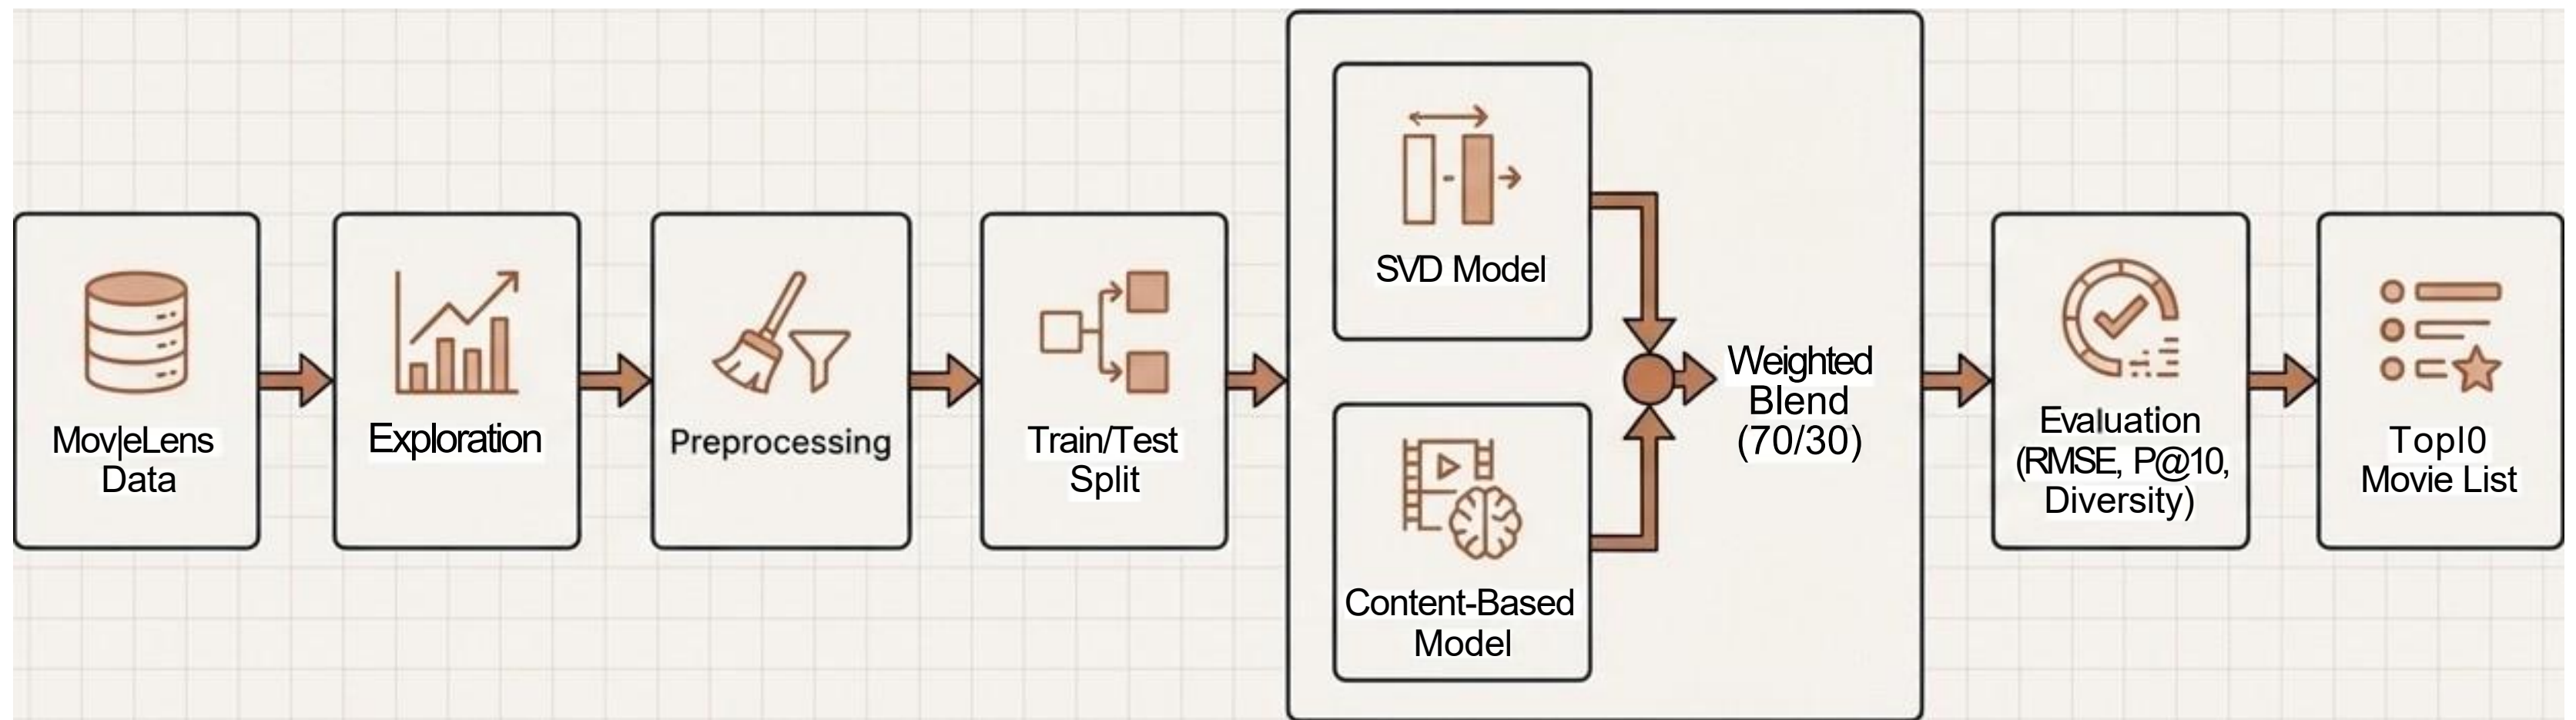 Mov|eLens
Data
Exploration
Preprocessing
Train/Test
Split
SVD Model
Content-Based
Model
Weighted
Blend
(70/30)
Evaluation
(RMSE, P@10,
Diversity)
Topl0
Movie List